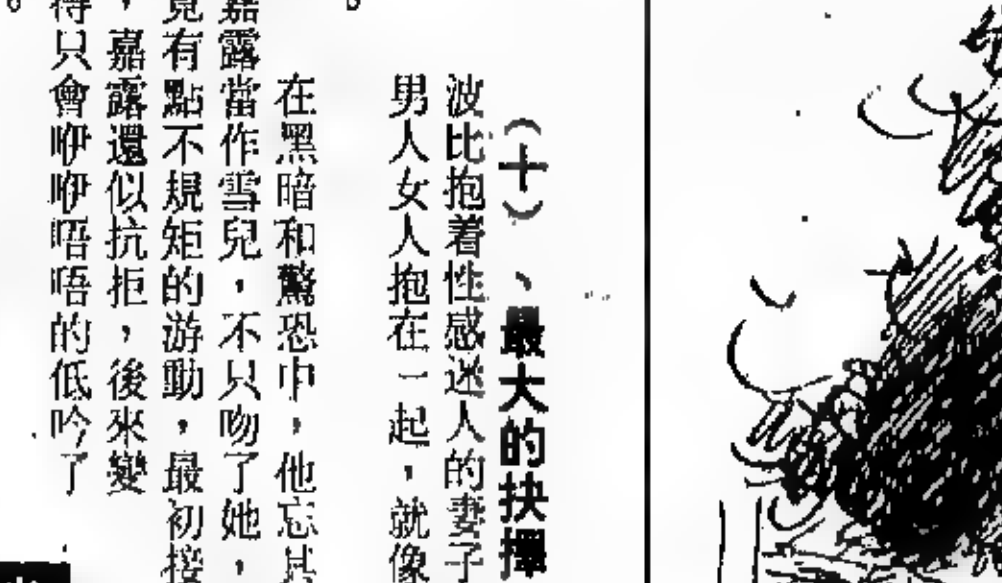 （十）、最大的抉擇
波比抱着性感迷人的妻子
男人女人抱在一起，就像
在黑暗和驚恐中，他忘其
嘉露當作雪兒，不只吻了她，
竟有點不規矩的游動，最初接
，嘉露還似抗拒，後來變
得只會咿咿唔唔的低吟了
。